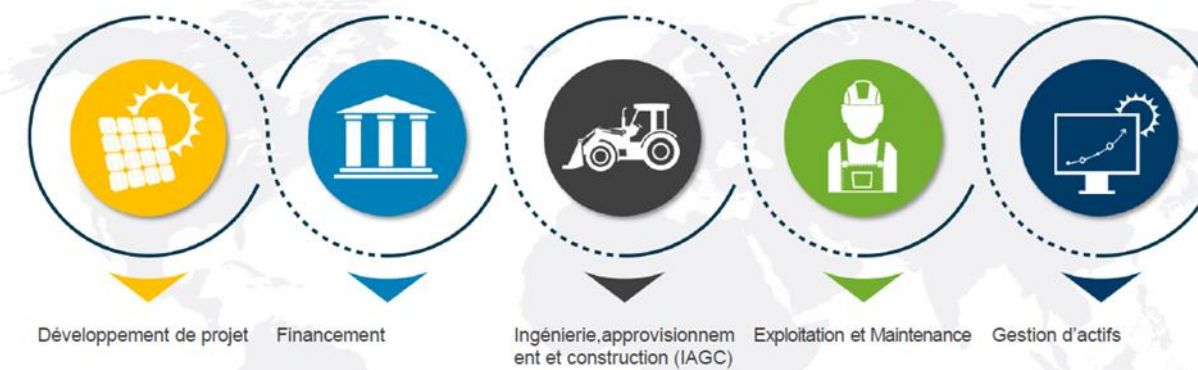 Développement de projet
Financement
Ingénierie,approvisionnem
ent et construction (IAGC)
Exploitation et Maintenance
Gestion d'actifs